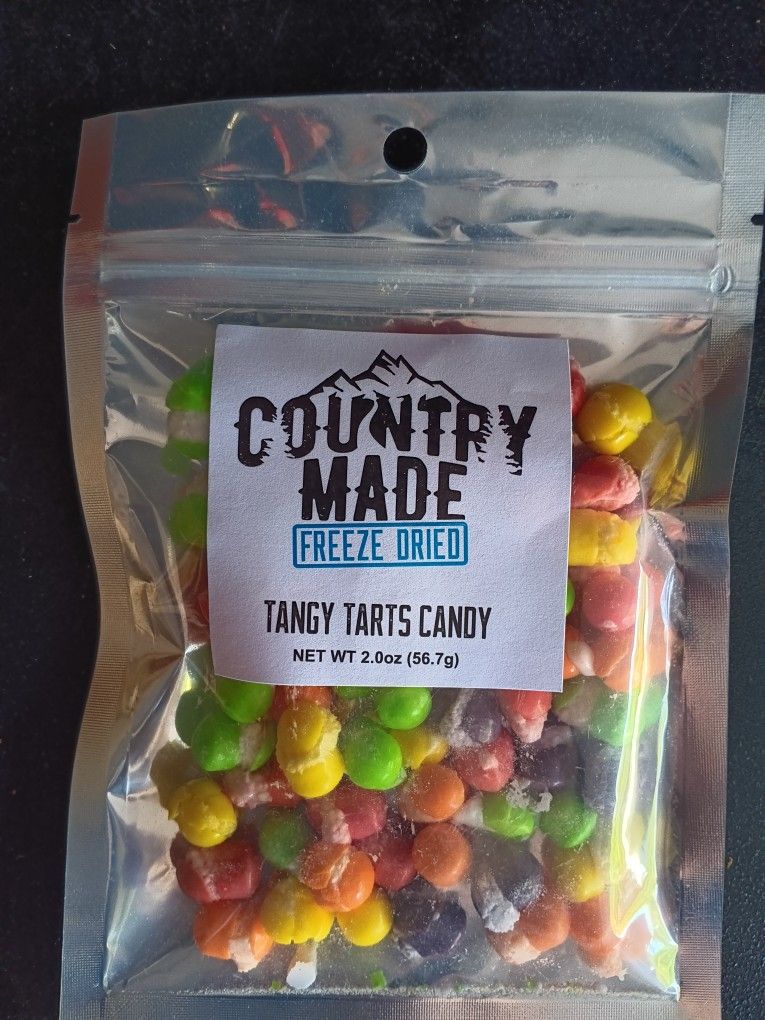 COUNTRY
MADE
FREEZE DRIED
TANGY TARTS CANDY
NET WT 2.0oz (56.7g)